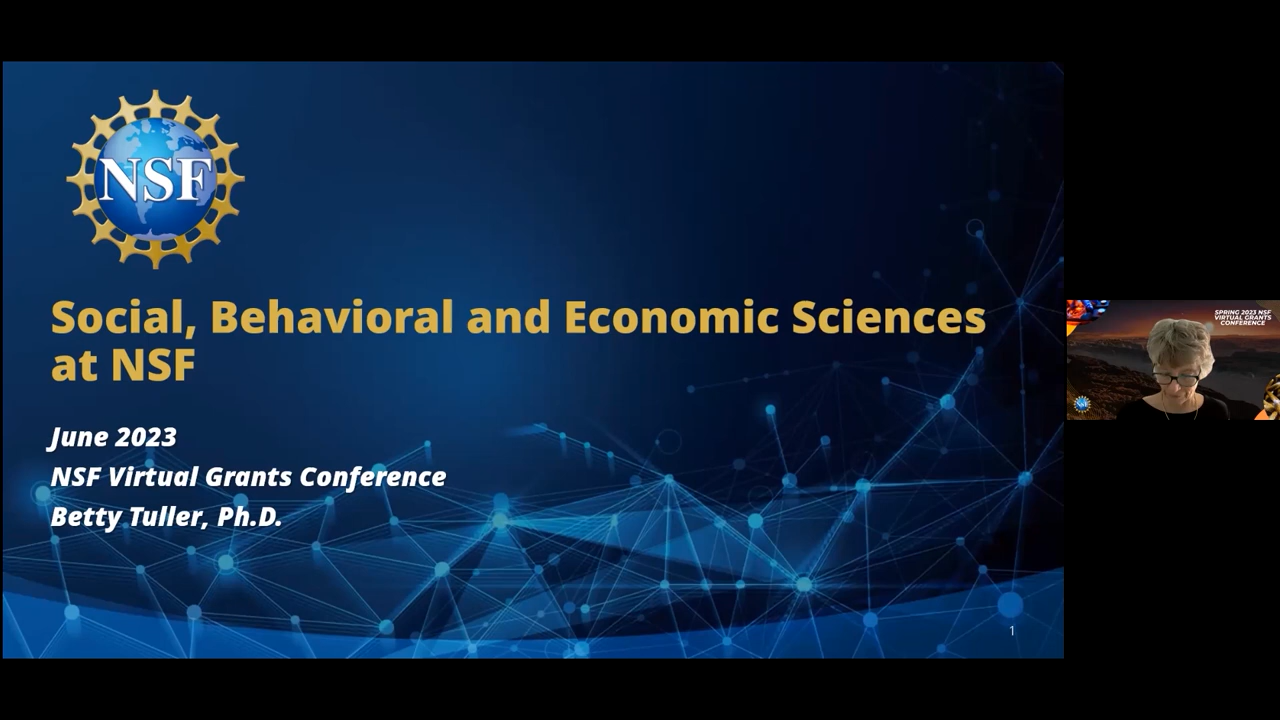 NSF
Social, Behavioral and Economic Sciences
at NSF
June 2023
NSF Virtual Grants Conference
Betty Tuller, Ph.D.
1
SPRING 2023 NSF
VIRTUAL GRANTS
CONFERENCE
NSF